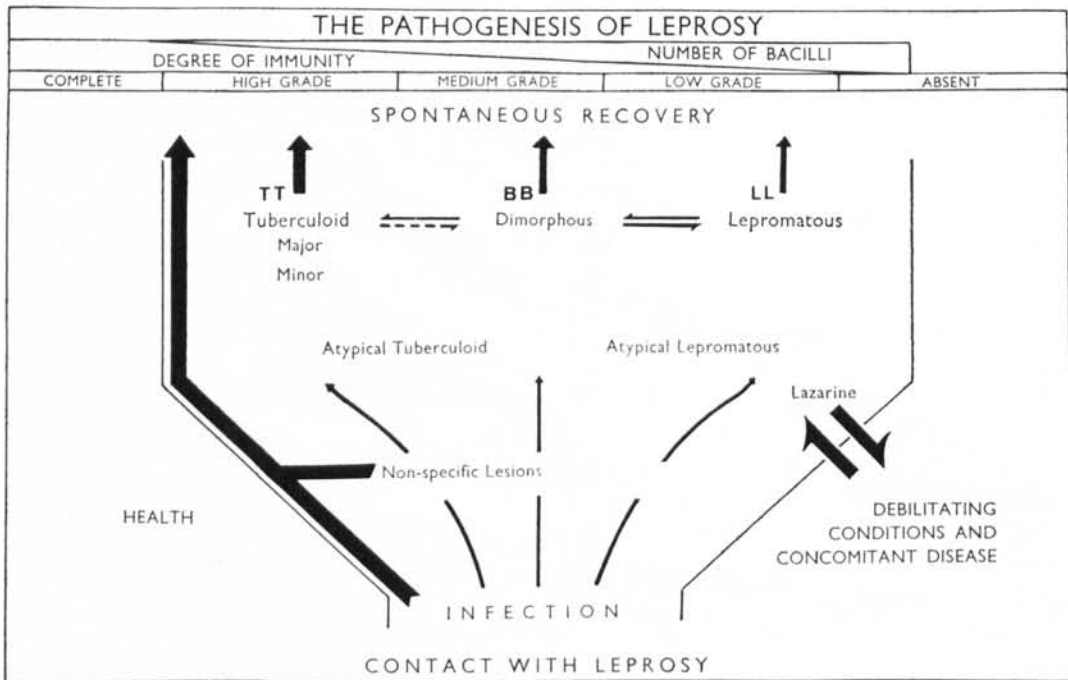 THE PATHOGENESIS OF LEPROSY
DEGREE OF IMMUNITY
NUMBER OF BACILLI
COMPLETE HIGH GRADE MEDIUM GRADE LOW GRADE ABSENT
SPONTANEOUS RECOVERY
TT BB LL
Tuberculoid Dimorphous Lepromatous
Major
Minor
Atypical Tuberculoid Atypical Lepromatous
Lazarine
Non-specific Lesions
HEALTH
DEBILITATING
CONDITIONS AND
CONCOMITANT DISEASE
INFECTION
CONTACT WITH LEPROSY